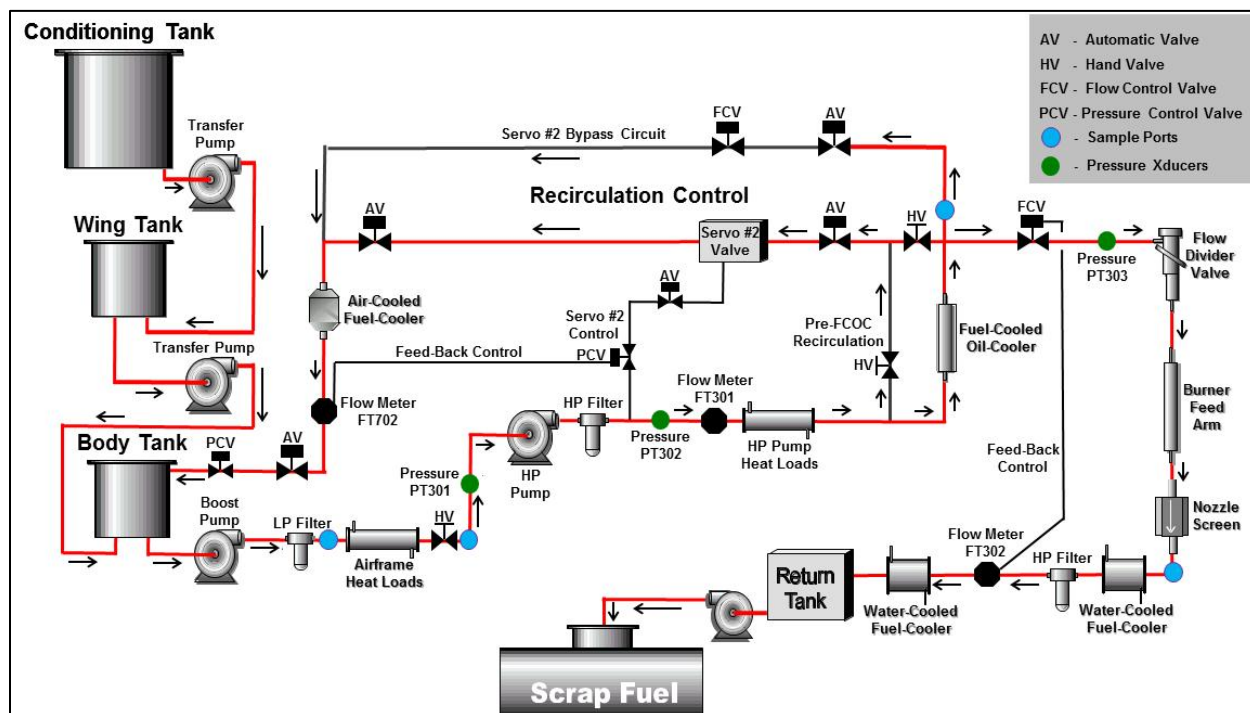 Conditioning Tank
Transfer
Pump
Wing Tank
Transfer Pump
Body Tank
PCV
AV
Boost
Pump
LP Filter
Airframe
Heat Loads
HV
Pressure
PT301
HP
Pump
HP Filter
Pressure
PT302
Flow Meter
FT301
HP Pump
Heat Loads
Servo #2 Bypass Circuit
FCV
AV
Recirculation Control
AV
Servo #2
Valve
AV
HV
FCV
Air-Cooled
Fuel-Cooler
Feed-Back Control
Flow Meter
FT702
AV
Servo #2
Control
PCV
Pre-FCOC
Recirculation
HV
Fuel-Cooled
Oil-Cooler
Pressure
PT303
Flow
Divider
Valve
Burner
Feed
Arm
Nozzle
Screen
Feed-Back
Control
Flow Meter
FT302
HP Filter
Water-Cooled
Fuel-Cooler
Water-Cooled
Fuel-Cooler
Return
Tank
Scrap Fuel
AV - Automatic Valve
HV - Hand Valve
FCV - Flow Control Valve
PCV - Pressure Control Valve
Sample Ports
- Pressure Xducers